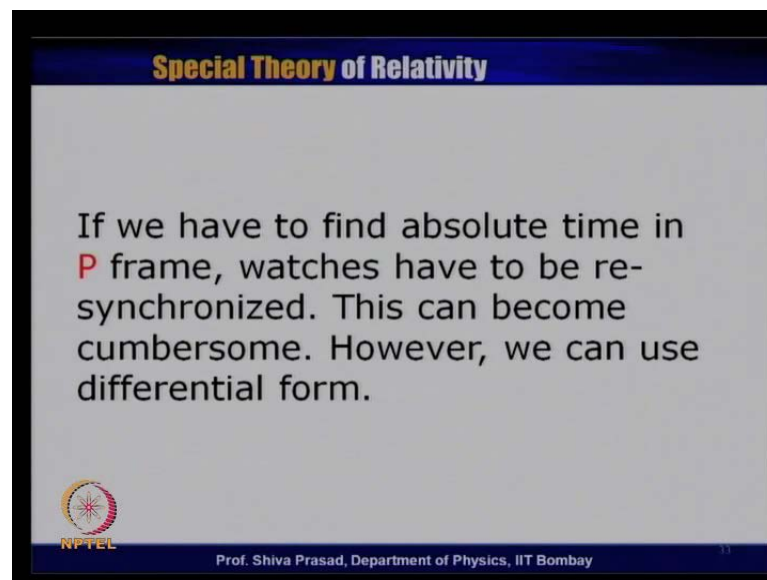 Special Theory of Relativity
If we have to find absolute time in
P frame, watches have to be re-
synchronized. This can become
cumbersome. However, we can use
differential form.
NPTEL
Prof. Shiva Prasad, Department of Physics, IIT Bombay
33